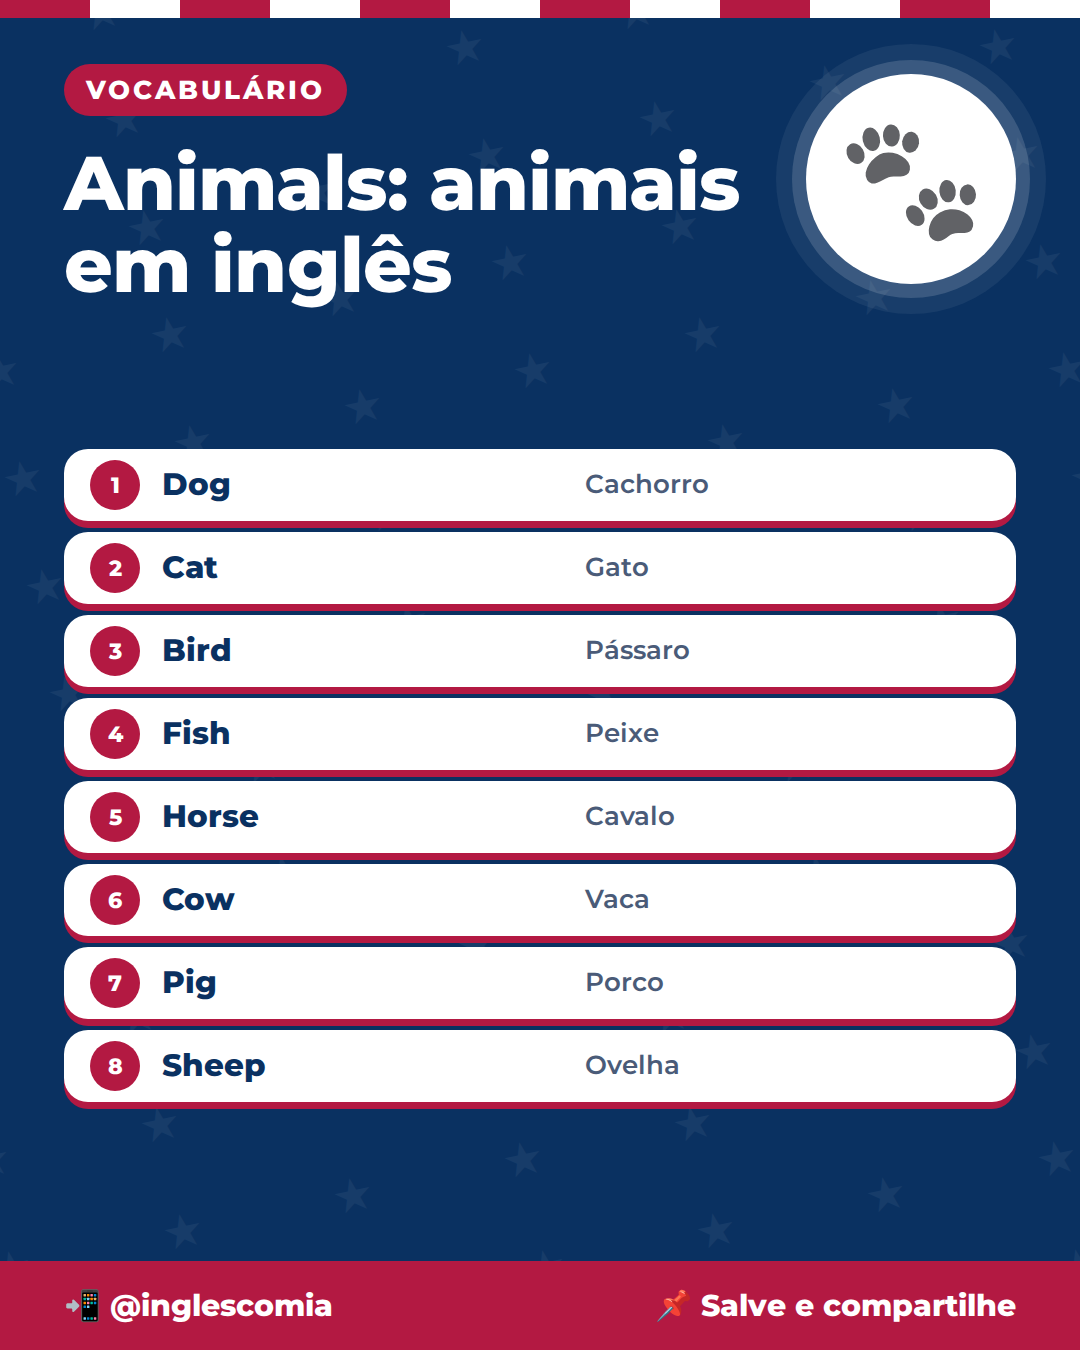 VOCABULÁRIO
Animals: animais
em inglês
1 Dog Cachorro
2 Cat Gato
3 Bird Pássaro
4 Fish Peixe
5 Horse Cavalo
6 Cow Vaca
7 Pig Porco
8 Sheep Ovelha
@inglescomia
Salve e compartilhe